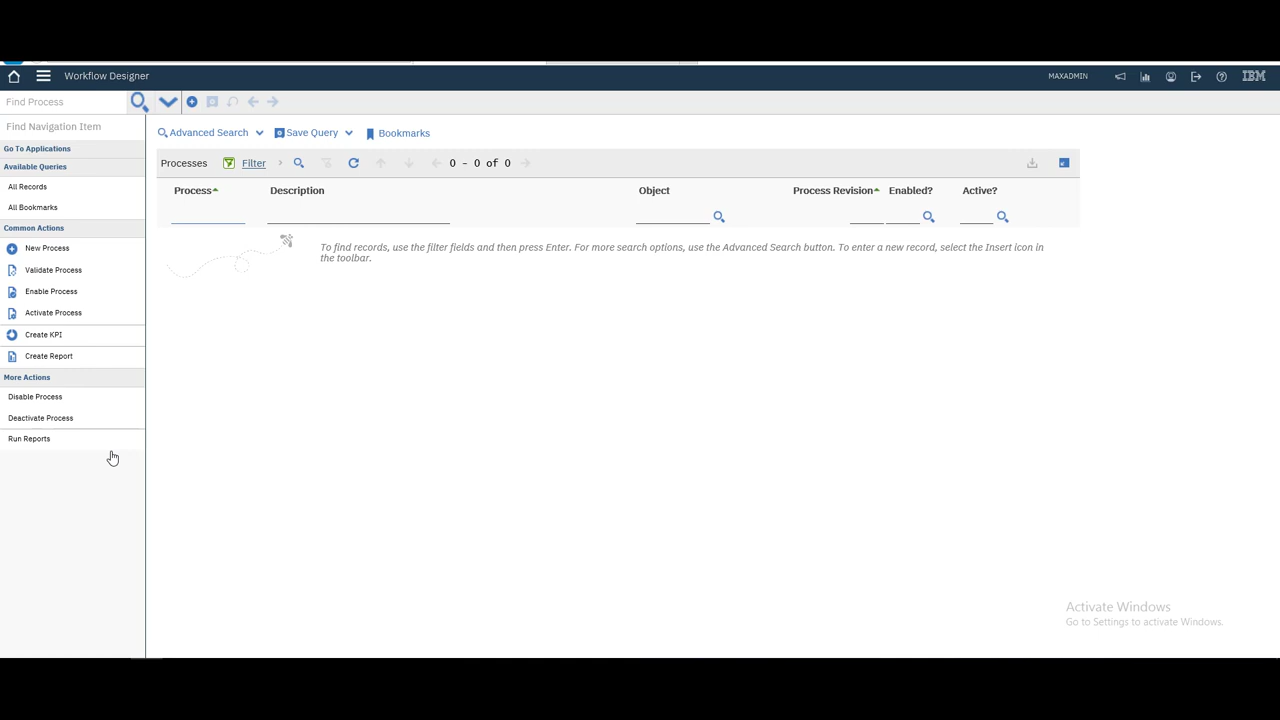 Workflow Designer
MAXADMIN
IBM
Find Process
Find Navigation Item
Go To Applications
Available Queries
All Records
All Bookmarks
Common Actions
New Process
Validate Process
Enable Process
Activate Process
Create KPI
Create Report
More Actions
Disable Process
Deactivate Process
Run Reports
Advanced Search
Save Query
Bookmarks
Processes
Filter
0 - 0 of 0
Process
Description
Object
Process Revision
Enabled?
Active?
To find records, use the filter fields and then press Enter. For more search options, use the Advanced Search button. To enter a new record, select the Insert icon in
the toolbar.
Activate Windows
Go to Settings to activate Windows.